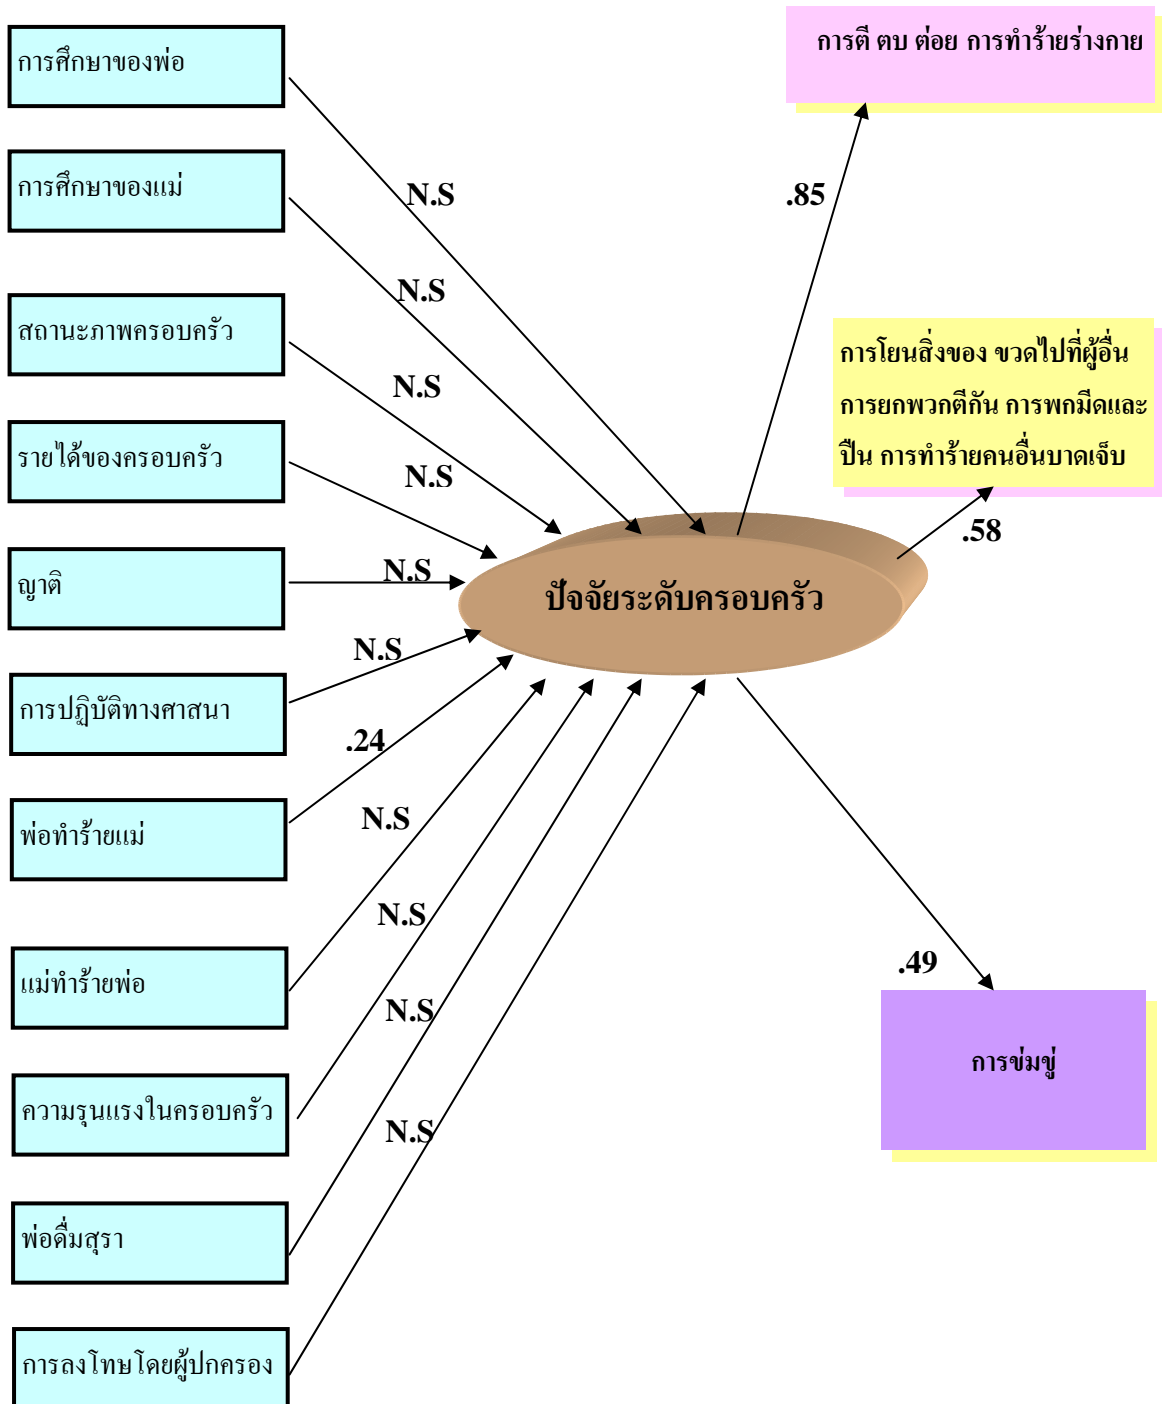 การตี ตบ ต่อย การทำร้ายร่างกาย
การศึกษาของพ่อ
การศึกษาของแม่
N.S
.85
N.S
สถานะภาพครอบครัว
การโยนสิ่งของ ขวดไปที่ผู้อื่น
การยกพวกตีกัน การพกมีดและ
ปืน การทำร้ายคนอื่นบาดเจ็บ
N.S
รายได้ของครอบครัว
N.S
.58
ญาติ
N.S
ปัจจัยระดับครอบครัว
N.S
การปฏิบัติทางศาสนา
.24
พ่อทำร้ายแม่
N.S
N.S
แม่ทำร้ายพ่อ
.49
N.S
การข่มขู่
ความรุนแรงในครอบครัว
N.S
พ่อดื่มสุรา
การลงโทษโดยผู้ปกครอง